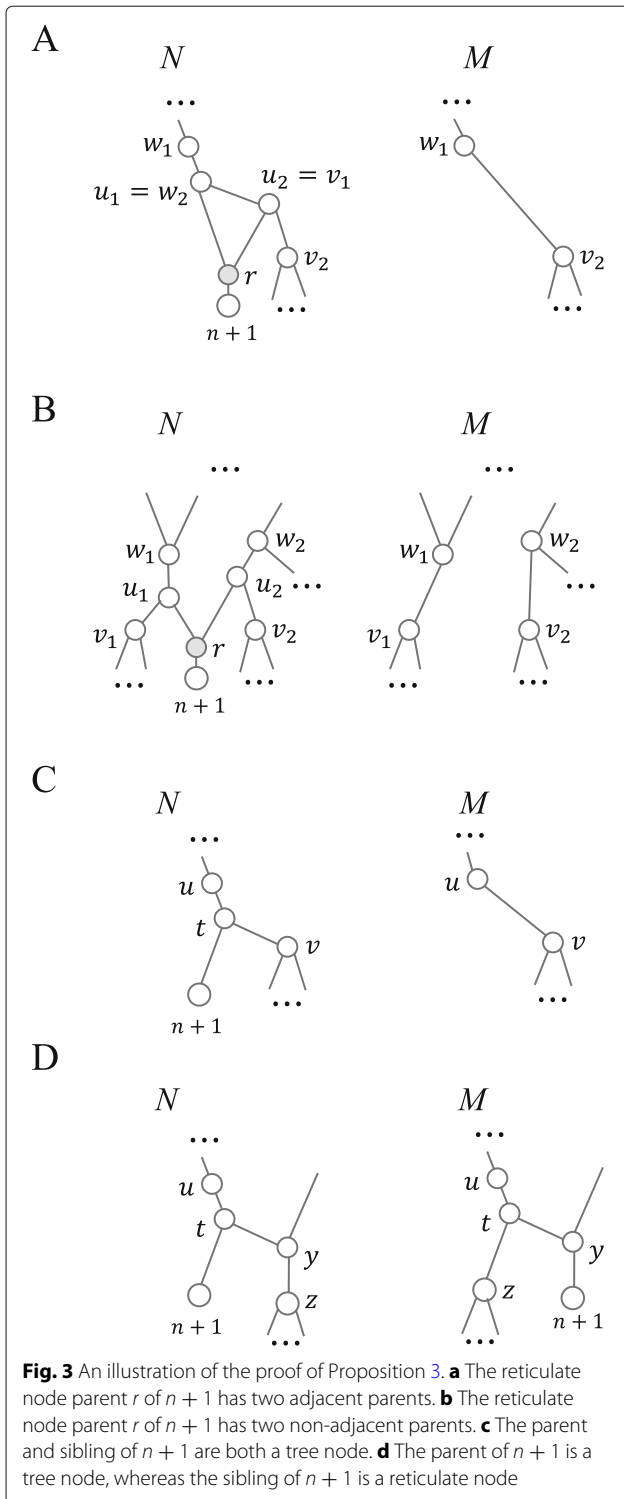 A
N M
... ...
w₁ w₁
u₁ = w₂ u₂ = v₁
v₂ v₂
r
... ...
n + 1
B
N M
... ...
w₁ w₂ w₁ w₂
u₁ u₂ ... ...
v₁ r v₂ v₁ v₂
... ... ... ...
n + 1
C
N M
... ...
u u
t
v v
... ...
n + 1
D
N M
... ...
u u
t t
y y
z z
n + 1 n + 1
... ...
Fig. 3 An illustration of the proof of Proposition 3. a The reticulate
node parent r of n + 1 has two adjacent parents. b The reticulate
node parent r of n + 1 has two non-adjacent parents. c The parent
and sibling of n + 1 are both a tree node. d The parent of n + 1 is a
tree node, whereas the sibling of n + 1 is a reticulate node